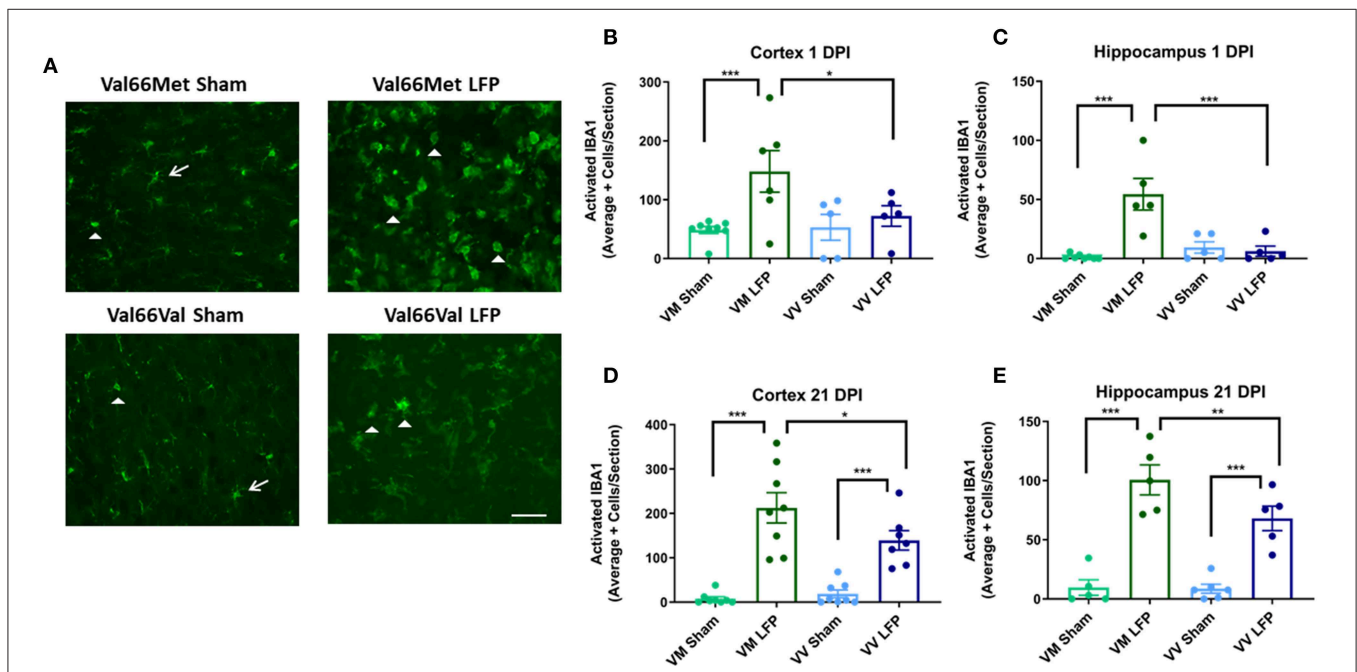 A
Val66Met Sham
Val66Met LFP
Val66Val Sham
Val66Val LFP
B
Cortex 1 DPI
Activated IBA1
(Average + Cells/Section)
300
200
100
0
***
*
VM Sham
VM LFP
VV Sham
VV LFP
C
Hippocampus 1 DPI
Activated IBA1
(Average + Cells/Section)
150
100
50
0
***
***
VM Sham
VM LFP
VV Sham
VV LFP
D
Cortex 21 DPI
Activated IBA1
(Average + Cells/Section)
400
300
200
100
0
***
*
***
VM Sham
VM LFP
VV Sham
VV LFP
E
Hippocampus 21 DPI
Activated IBA1
(Average + Cells/Section)
150
100
50
0
***
**
***
VM Sham
VM LFP
VV Sham
VV LFP